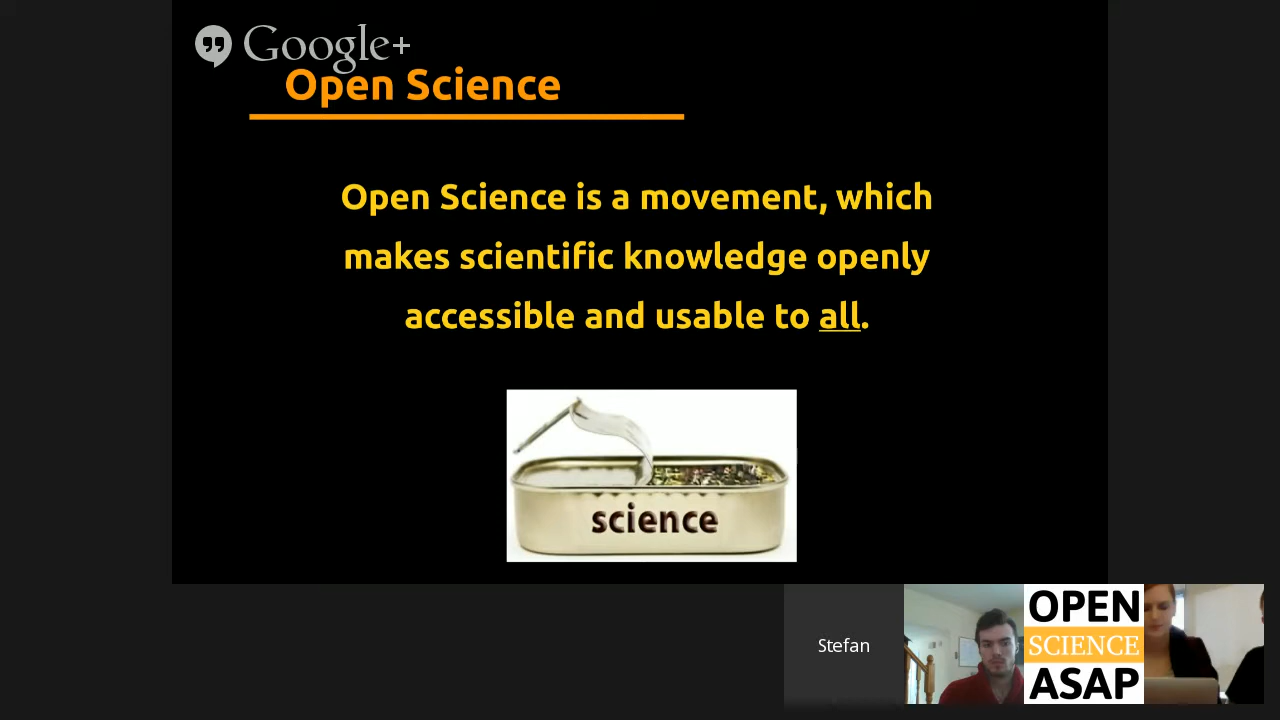 Google+
Open Science
Open Science is a movement, which
makes scientific knowledge openly
accessible and usable to all.
science
Stefan
OPEN
SCIENCE
ASAP